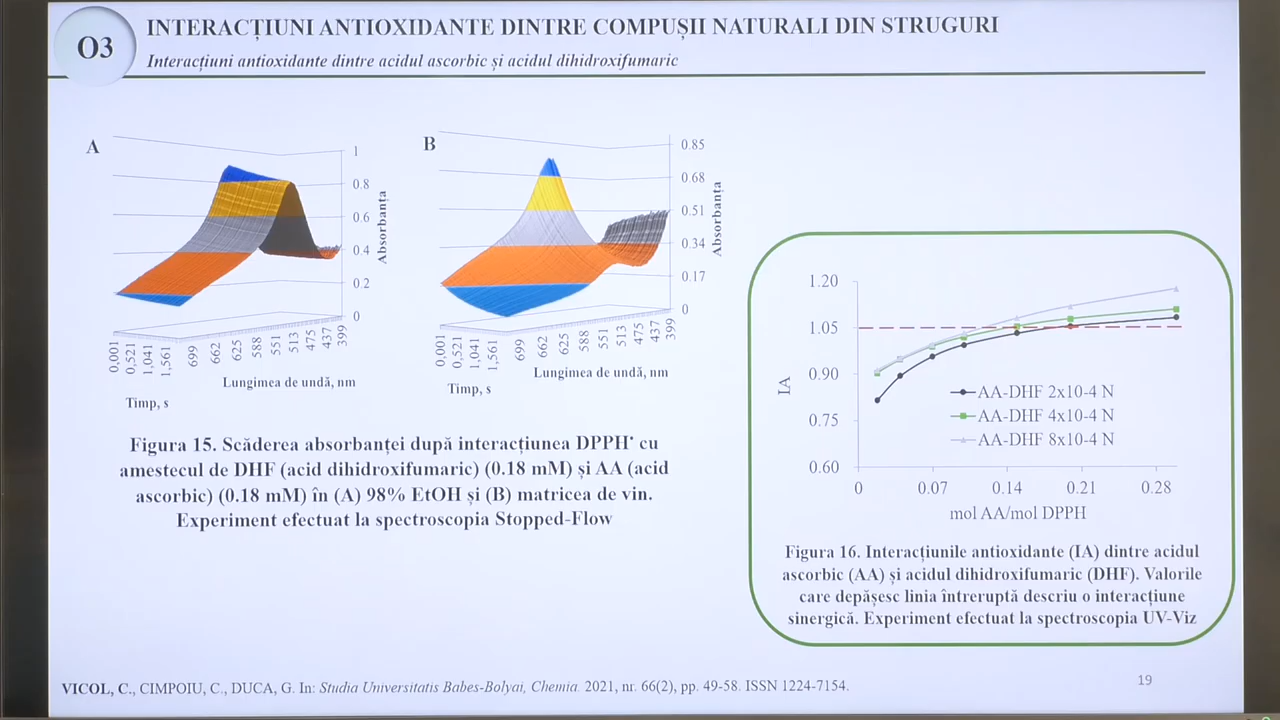 O3
INTERACȚIUNI ANTIOXIDANTE DINTRE COMPUȘII NATURALI DIN STRUGURI
Interacțiuni antioxidante dintre acidul ascorbic și acidul dihidroxifumaric
A
1
0.8
0.6
0.4
0.2
0
Absorbanța
0,001
0,521
1,041
1,561
699
662
625
588
551
513
475
437
399
Lungimea de undă, nm
Timp, s
B
0.85
0.68
0.51
0.34
0.17
0
Absorbanța
0,001
0,521
1,041
1,561
699
662
625
588
551
513
475
437
399
Lungimea de undă, nm
Timp, s
Figura 15. Scăderea absorbanței după interacțiunea DPPH• cu
amestecul de DHF (acid dihidroxifumaric) (0.18 mM) și AA (acid
ascorbic) (0.18 mM) în (A) 98% EtOH și (B) matricea de vin.
Experiment efectuat la spectroscopia Stopped-Flow
1.20
1.05
0.90
0.75
0.60
IA
AA-DHF 2x10-4 N
AA-DHF 4x10-4 N
AA-DHF 8x10-4 N
0 0.07 0.14 0.21 0.28
mol AA/mol DPPH
Figura 16. Interacțiunile antioxidante (IA) dintre acidul
ascorbic (AA) și acidul dihidroxifumaric (DHF). Valorile
care depășesc linia întreruptă descriu o interacțiune
sinergică. Experiment efectuat la spectroscopia UV-Viz
VICOL, C., CIMPOIU, C., DUCA, G. In: Studia Universitatis Babes-Bolyai, Chemia. 2021, nr. 66(2), pp. 49-58. ISSN 1224-7154.
19